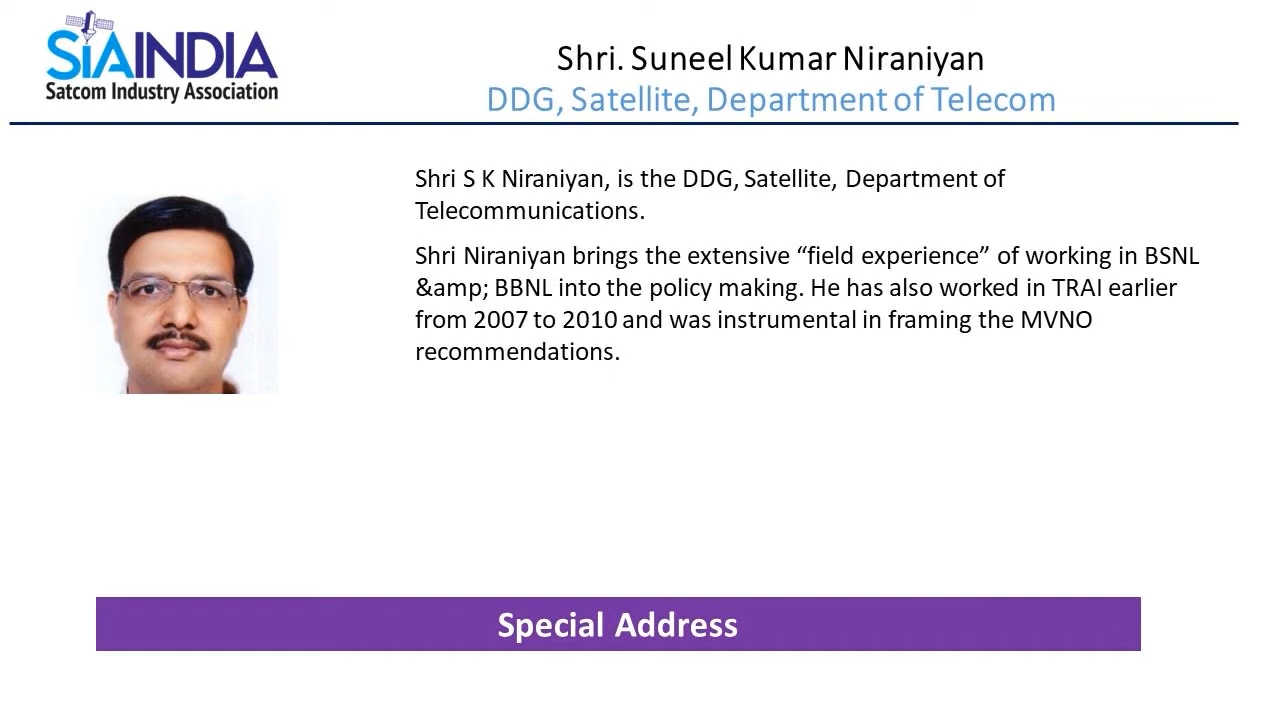 SIAINDIA
Satcom Industry Association
Shri. Suneel Kumar Niraniyan
DDG, Satellite, Department of Telecom
Shri S K Niraniyan, is the DDG, Satellite, Department of
Telecommunications.
Shri Niraniyan brings the extensive “field experience” of working in BSNL
&amp; BBNL into the policy making. He has also worked in TRAI earlier
from 2007 to 2010 and was instrumental in framing the MVNO
recommendations.
Special Address